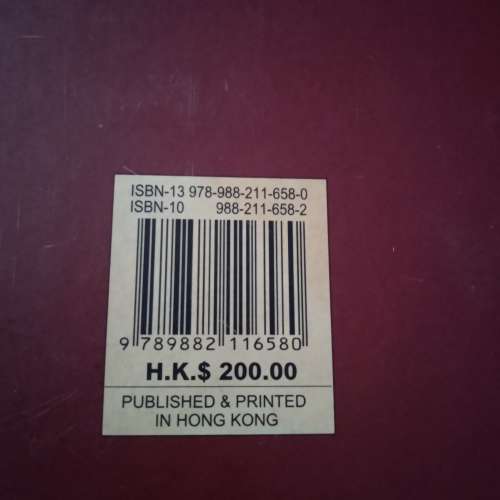 ISBN-13 978-988-211-658-0
ISBN-10 988-211-658-2
9 789882 116580
H.K.$ 200.00
PUBLISHED & PRINTED
IN HONG KONG